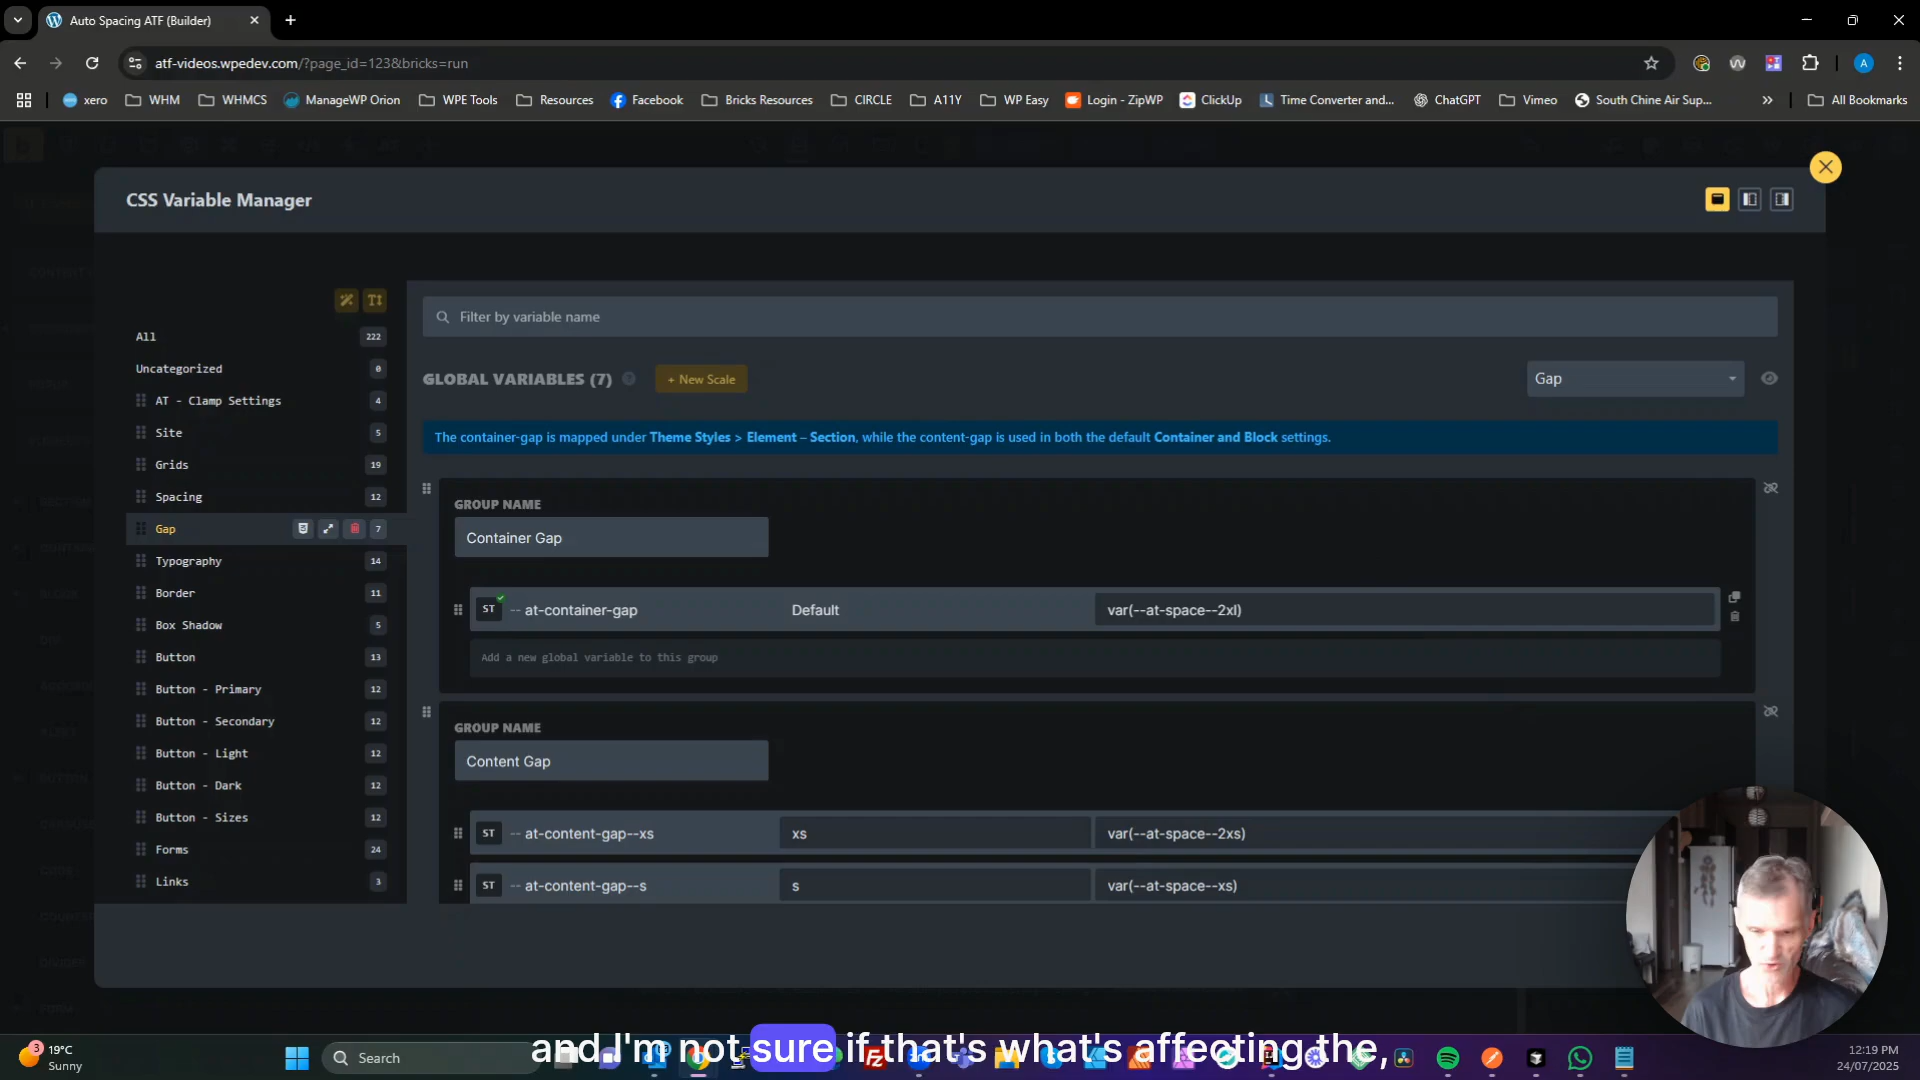 Auto Spacing ATF (Builder)
atf-videos.wpedev.com/?page_id=123&bricks=run
xero
WHM
WHMCS
ManageWP Orion
WPE Tools
Resources
Facebook
Bricks Resources
CIRCLE
A11Y
WP Easy
Login - ZipWP
ClickUp
Time Converter and...
ChatGPT
Vimeo
South Chine Air Sup...
All Bookmarks
CSS Variable Manager
All 222
Uncategorized 0
AT - Clamp Settings 4
Site 5
Grids 19
Spacing 12
Gap 7
Typography 14
Border 11
Box Shadow 5
Button 13
Button - Primary 12
Button - Secondary 12
Button - Light 12
Button - Dark 12
Button - Sizes 12
Forms 24
Links 3
Filter by variable name
GLOBAL VARIABLES (7) + New Scale Gap
The container-gap is mapped under Theme Styles > Element – Section, while the content-gap is used in both the default Container and Block settings.
GROUP NAME
Container Gap
ST -- at-container-gap Default var(--at-space--2xl)
Add a new global variable to this group
GROUP NAME
Content Gap
ST -- at-content-gap--xs xs var(--at-space--2xs)
ST -- at-content-gap--s s var(--at-space--xs)
and I'm not sure if that's what's affecting the,
3
19°C
Sunny
Search
12:19 PM
24/07/2025